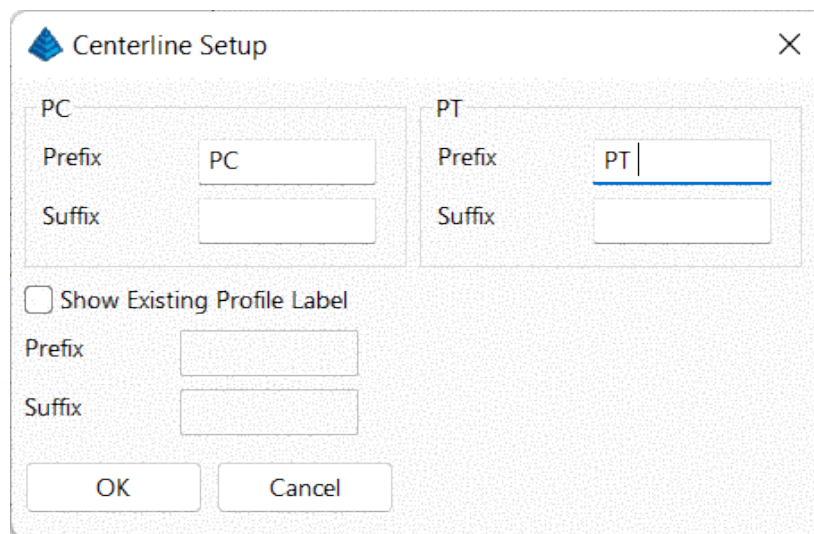 Centerline Setup
PC PT
Prefix PC Prefix PT
Suffix Suffix
Show Existing Profile Label
Prefix
Suffix
OK Cancel